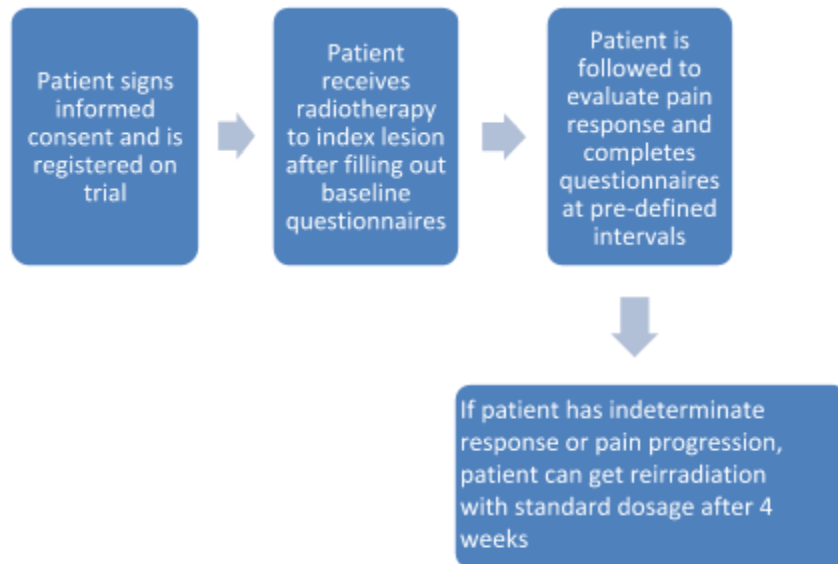 Patient signs
informed
consent and is
registered on
trial
Patient
receives
radiotherapy
to index lesion
after filling out
baseline
questionnaires
Patient is
followed to
evaluate pain
response and
completes
questionnaires
at pre-defined
intervals
If patient has indeterminate
response or pain progression,
patient can get reirradiation
with standard dosage after 4
weeks